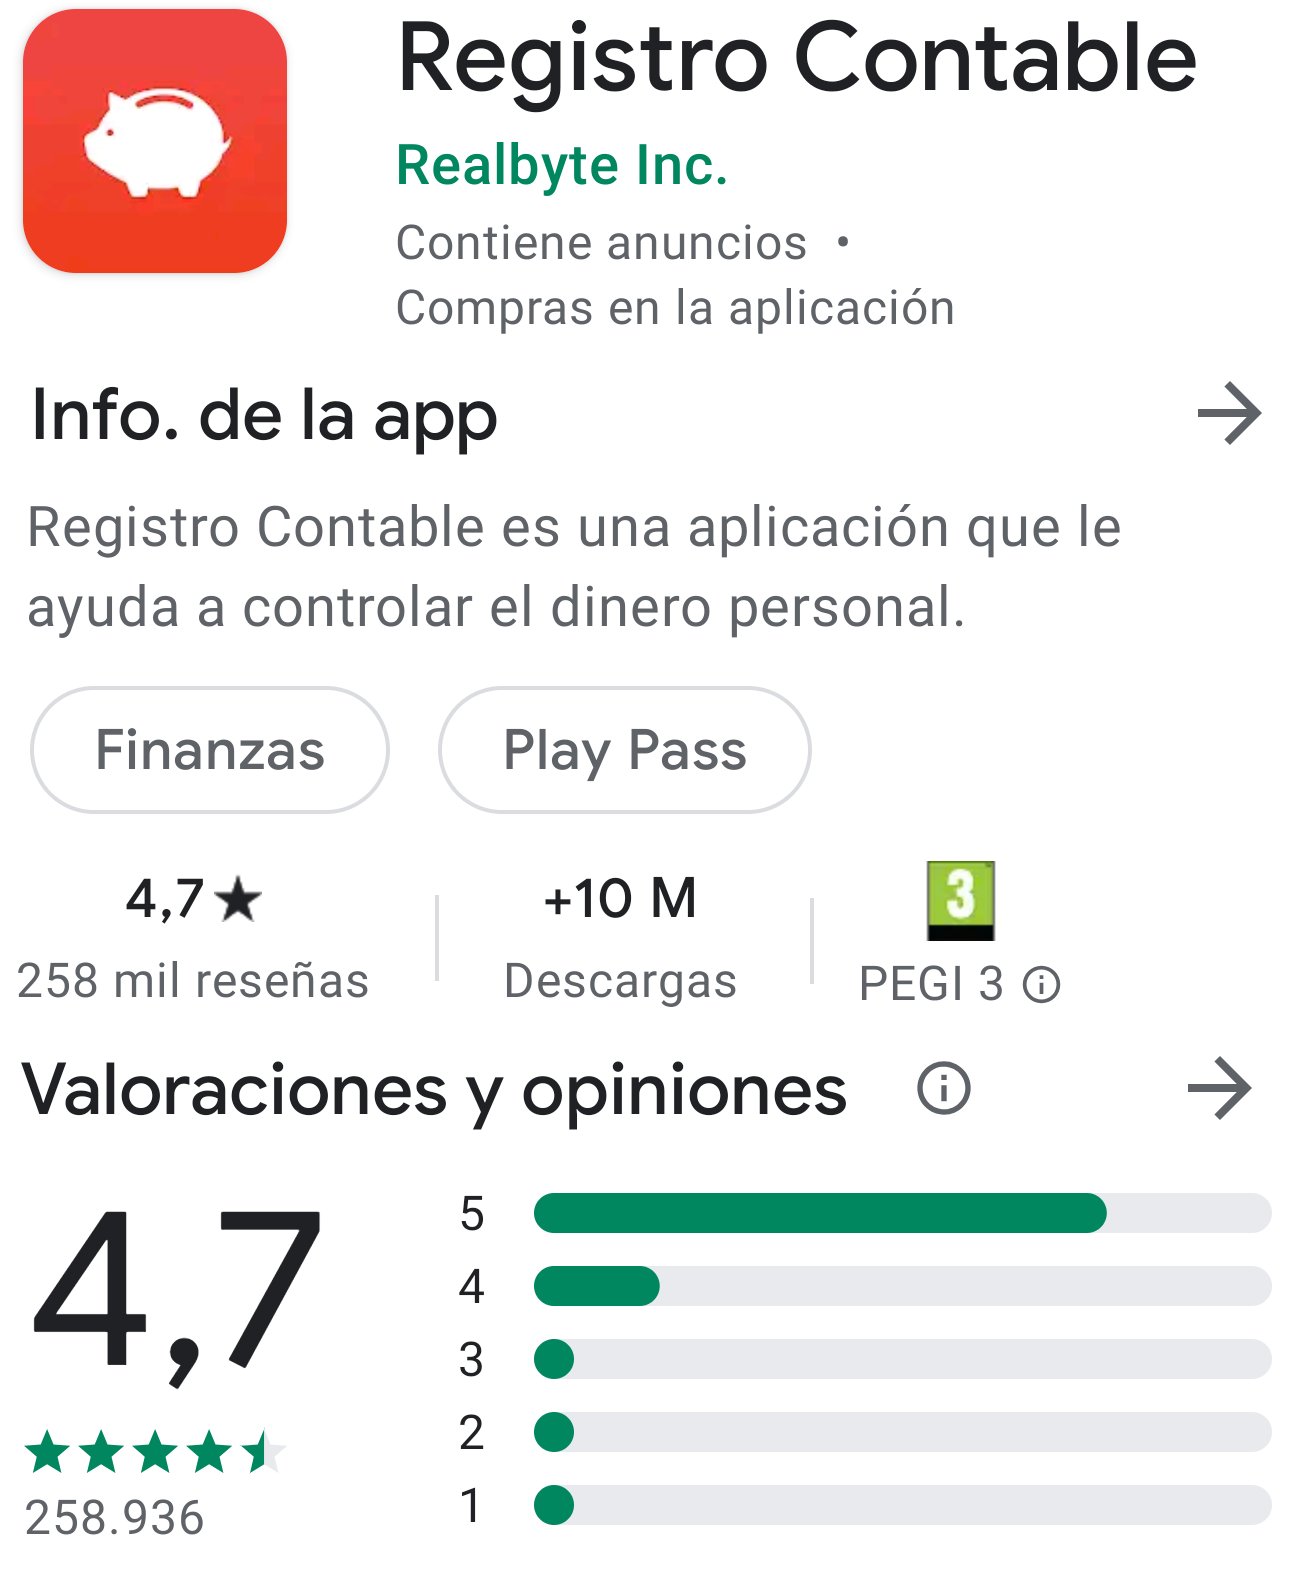 Registro Contable
Realbyte Inc.
Contiene anuncios •
Compras en la aplicación
Info. de la app
Registro Contable es una aplicación que le
ayuda a controlar el dinero personal.
Finanzas Play Pass
4,7★ +10 M 3
258 mil reseñas Descargas PEGI 3
Valoraciones y opiniones
4,7
5
4
3
2
1
258.936